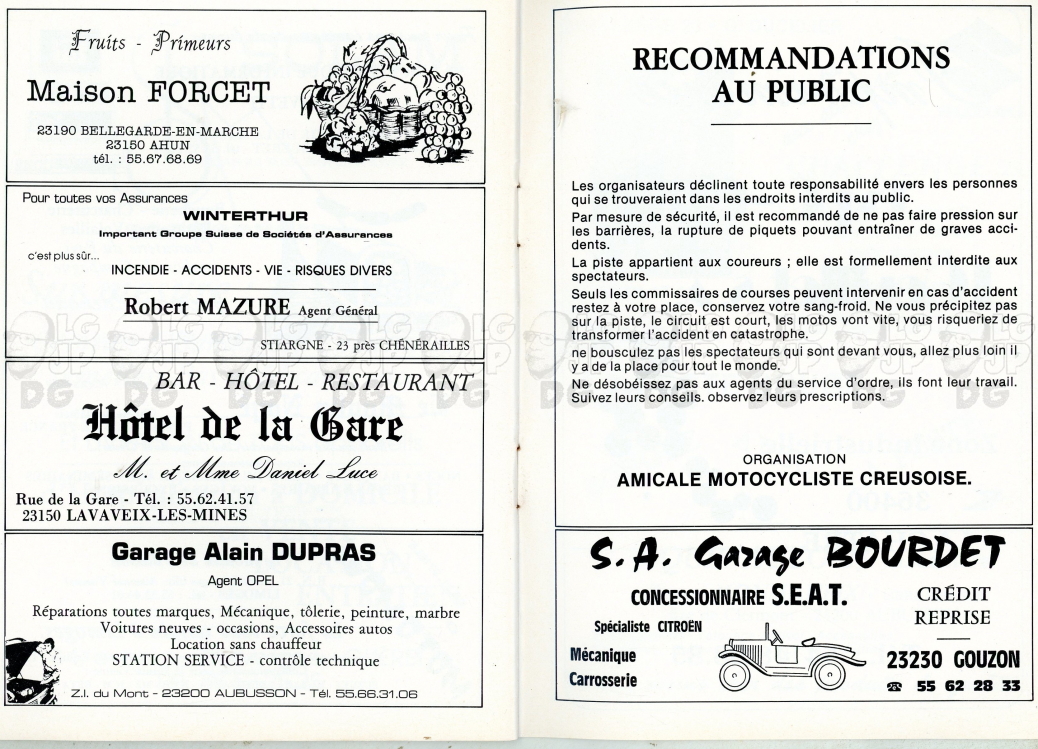 Fruits - Primeurs
Maison FORCET
23190 BELLEGARDE-EN-MARCHE
23150 AHUN
tél. : 55.67.68.69
Pour toutes vos Assurances
WINTERTHUR
Important Groupe Suisse de Sociétés d'Assurances
c'est plus sûr...
INCENDIE - ACCIDENTS - VIE - RISQUES DIVERS
Robert MAZURE Agent Général
STIARGNE - 23 près CHÉNÉRAILLES
BAR - HÔTEL - RESTAURANT
Hôtel de la Gare
M. et Mme Daniel Luce
Rue de la Gare - Tél. : 55.62.41.57
23150 LAVAVEIX-LES-MINES
Garage Alain DUPRAS
Agent OPEL
Réparations toutes marques, Mécanique, tôlerie, peinture, marbre
Voitures neuves - occasions, Accessoires autos
Location sans chauffeur
STATION SERVICE - contrôle technique
Z.I. du Mont - 23200 AUBUSSON - Tél. 55.66.31.06
RECOMMANDATIONS
AU PUBLIC
Les organisateurs déclinent toute responsabilité envers les personnes
qui se trouveraient dans les endroits interdits au public.
Par mesure de sécurité, il est recommandé de ne pas faire pression sur
les barrières, la rupture de piquets pouvant entraîner de graves acci-
dents.
La piste appartient aux coureurs ; elle est formellement interdite aux
spectateurs.
Seuls les commissaires de courses peuvent intervenir en cas d'accident
restez à votre place, conservez votre sang-froid. Ne vous précipitez pas
sur la piste, le circuit est court, les motos vont vite, vous risqueriez de
transformer l'accident en catastrophe.
ne bousculez pas les spectateurs qui sont devant vous, allez plus loin il
y a de la place pour tout le monde.
Ne désobéissez pas aux agents du service d'ordre, ils font leur travail.
Suivez leurs conseils. observez leurs prescriptions.
ORGANISATION
AMICALE MOTOCYCLISTE CREUSOISE.
S.A. Garage BOURDET
CONCESSIONNAIRE S.E.A.T.
Spécialiste CITROËN
Mécanique
Carrosserie
CRÉDIT
REPRISE
23230 GOUZON
☎ 55 62 28 33